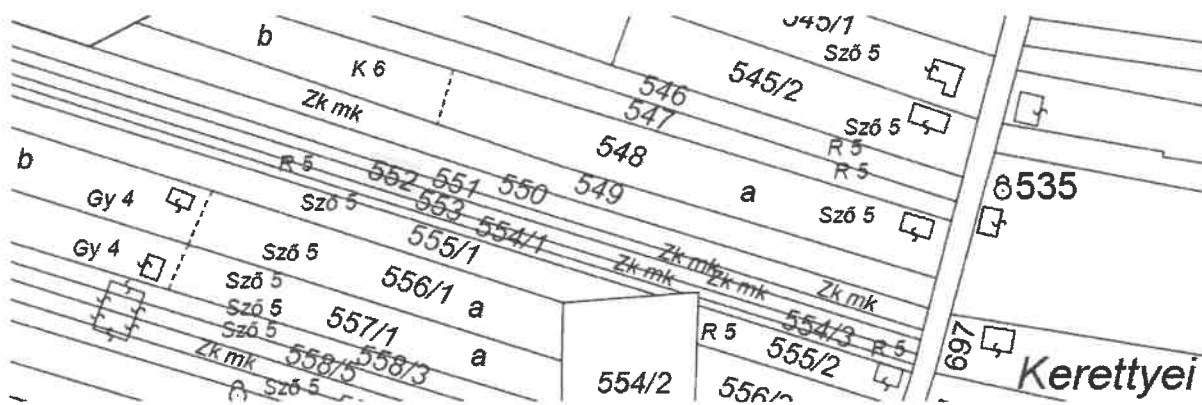 545/1
b
Sző 5
K 6
545/2
546
Zk mk
547
Sző 5
548
R 5
R 5
b
R 5
552
551
550
549
a
535
Gy 4
Sző 5
553
Sző 5
554/1
555/1
Gy 4
Sző 5
Zk mk
Zk mk
Zk mk
Sző 5
556/1
a
Zk mk
Sző 5
557/1
554/3
Sző 5
R 5
R 5
697
Zk mk
558/5
558/3
a
555/2
Sző 5
554/2
Kerettyei